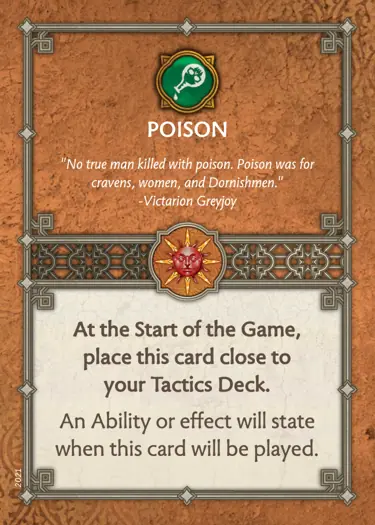 POISON
"No true man killed with poison. Poison was for
cravens, women, and Dornishmen."
-Victarion Greyjoy
At the Start of the Game,
place this card close to
your Tactics Deck.
An Ability or effect will state
when this card will be played.
2021